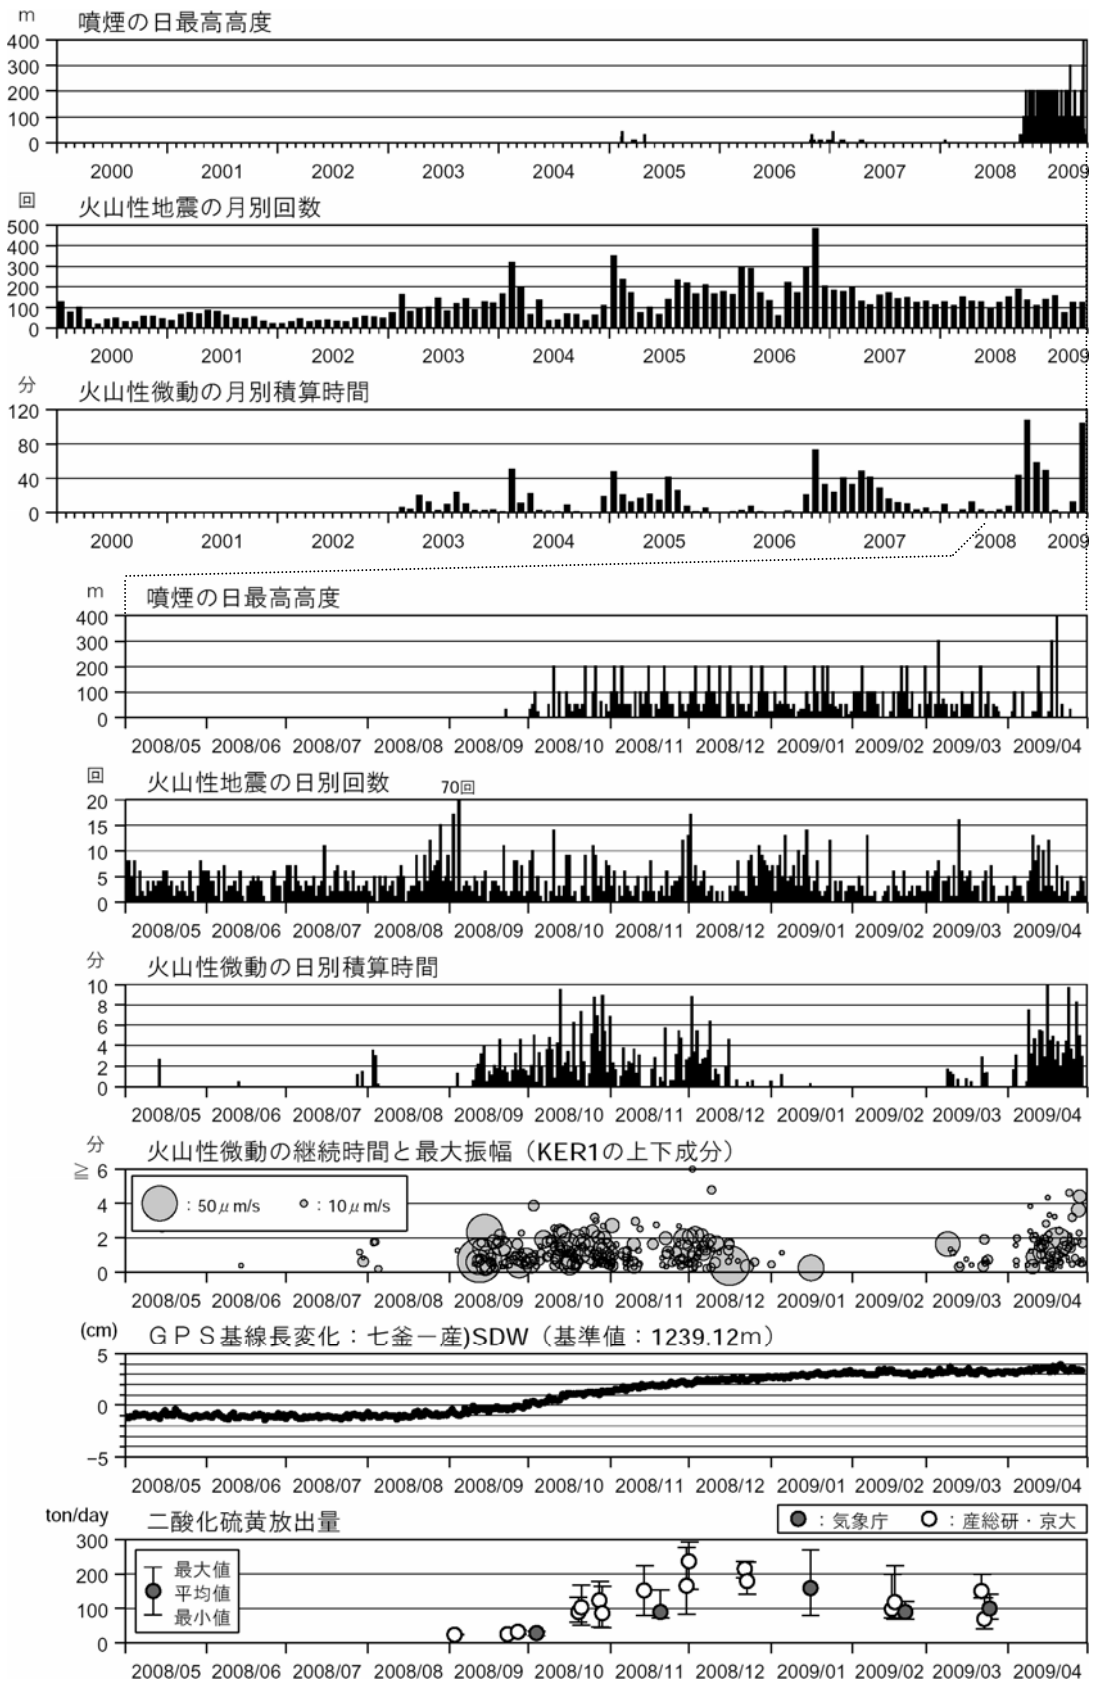 m 噴煙の日最高高度
400
300
200
100
0
2000 2001 2002 2003 2004 2005 2006 2007 2008 2009
回 火山性地震の月別回数
500
400
300
200
100
0
2000 2001 2002 2003 2004 2005 2006 2007 2008 2009
分 火山性微動の月別積算時間
120
80
40
0
2000 2001 2002 2003 2004 2005 2006 2007 2008 2009
m 噴煙の日最高高度
400
300
200
100
0
2008/05 2008/06 2008/07 2008/08 2008/09 2008/10 2008/11 2008/12 2009/01 2009/02 2009/03 2009/04
回 火山性地震の日別回数 70回
20
15
10
5
0
2008/05 2008/06 2008/07 2008/08 2008/09 2008/10 2008/11 2008/12 2009/01 2009/02 2009/03 2009/04
分 火山性微動の日別積算時間
10
8
6
4
2
0
2008/05 2008/06 2008/07 2008/08 2008/09 2008/10 2008/11 2008/12 2009/01 2009/02 2009/03 2009/04
分 火山性微動の継続時間と最大振幅（KER1の上下成分）
≧ 6
：50μm/s ：10μm/s
4
2
0
2008/05 2008/06 2008/07 2008/08 2008/09 2008/10 2008/11 2008/12 2009/01 2009/02 2009/03 2009/04
(cm) ＧＰＳ基線長変化：七釜－産)SDW（基準値：1239.12m）
5
0
−5
2008/05 2008/06 2008/07 2008/08 2008/09 2008/10 2008/11 2008/12 2009/01 2009/02 2009/03 2009/04
ton/day 二酸化硫黄放出量 ：気象庁 ：産総研・京大
300
200
100
0
最大値
平均値
最小値
2008/05 2008/06 2008/07 2008/08 2008/09 2008/10 2008/11 2008/12 2009/01 2009/02 2009/03 2009/04